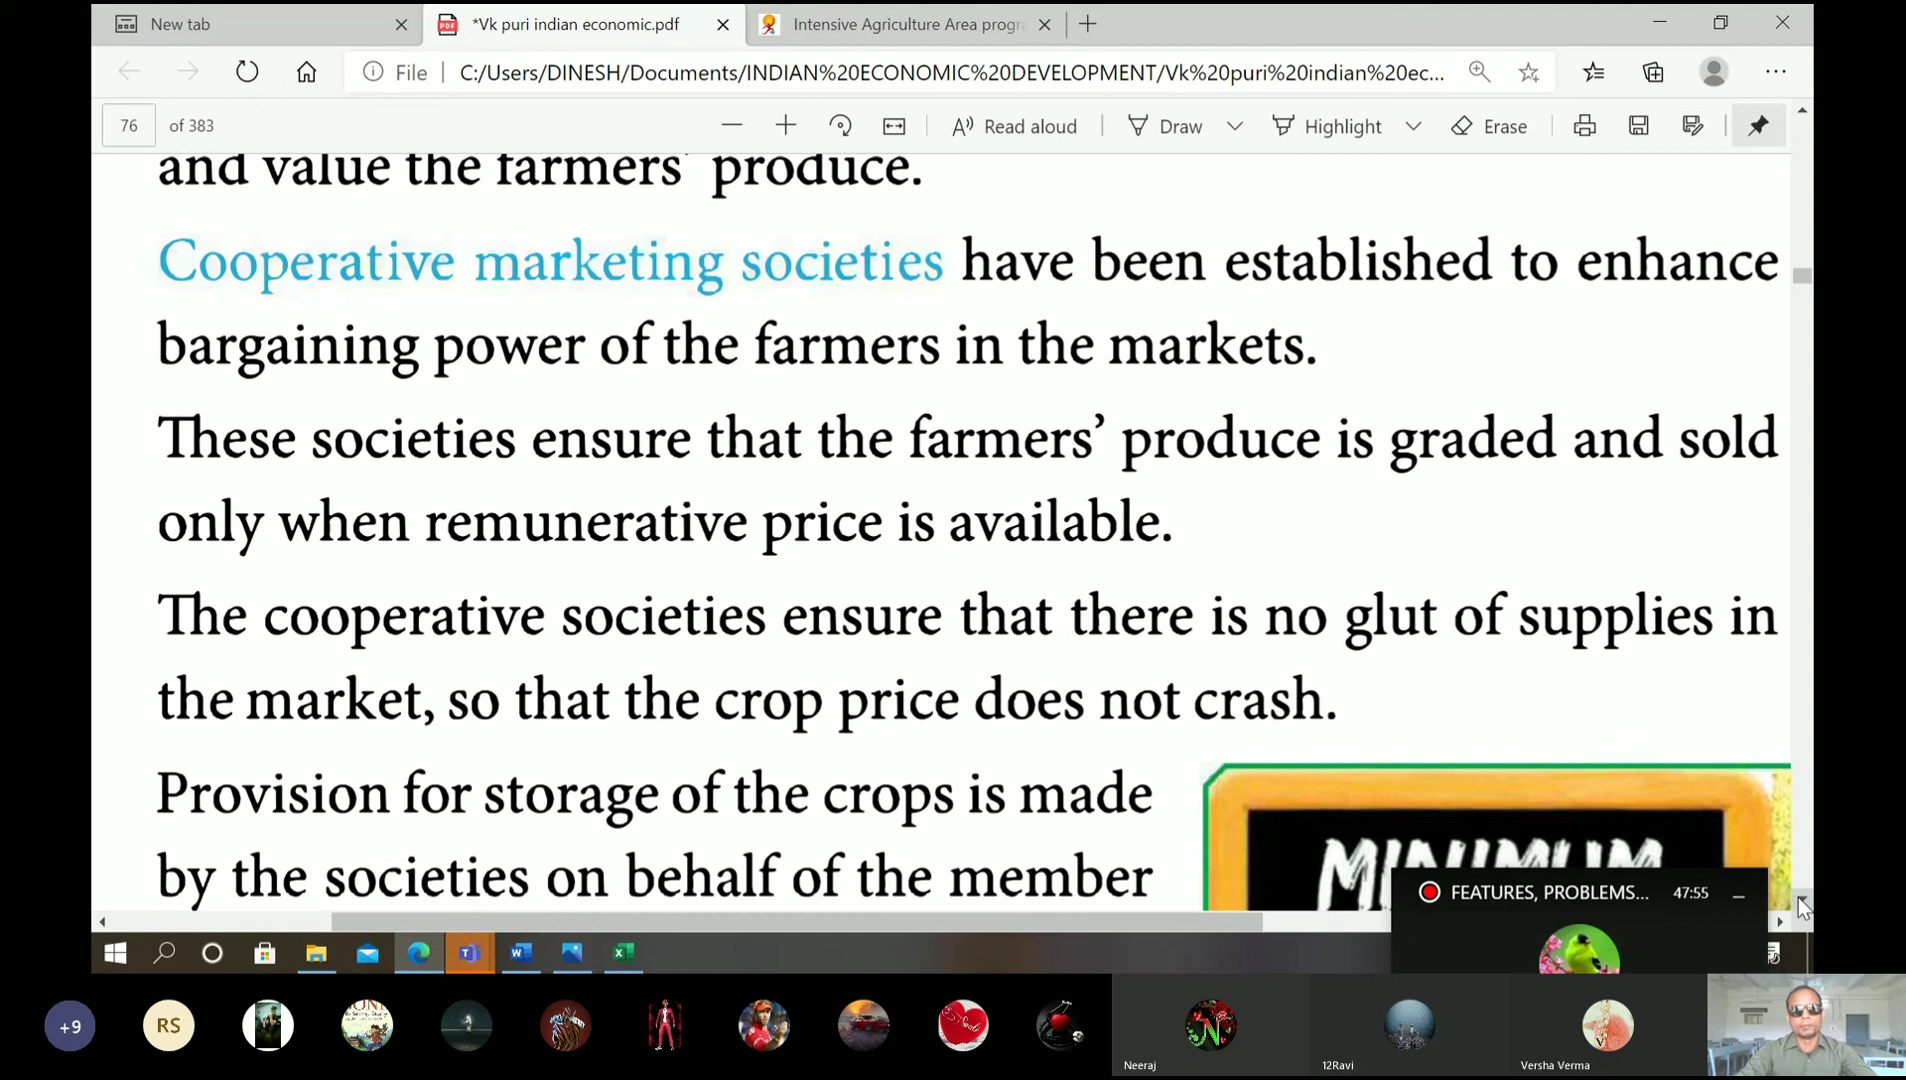 New tab
*Vk puri indian economic.pdf
Intensive Agriculture Area progr
File
C:/Users/DINESH/Documents/INDIAN%20ECONOMIC%20DEVELOPMENT/Vk%20puri%20indian%20ec...
76 of 383
Read aloud
Draw
Highlight
Erase
and value the farmers' produce.
Cooperative marketing societies have been established to enhance
bargaining power of the farmers in the markets.
These societies ensure that the farmers’ produce is graded and sold
only when remunerative price is available.
The cooperative societies ensure that there is no glut of supplies in
the market, so that the crop price does not crash.
Provision for storage of the crops is made
by the societies on behalf of the member
MINIMUM
FEATURES, PROBLEMS... 47:55
+9
RS
Neeraj
12Ravi
Versha Verma